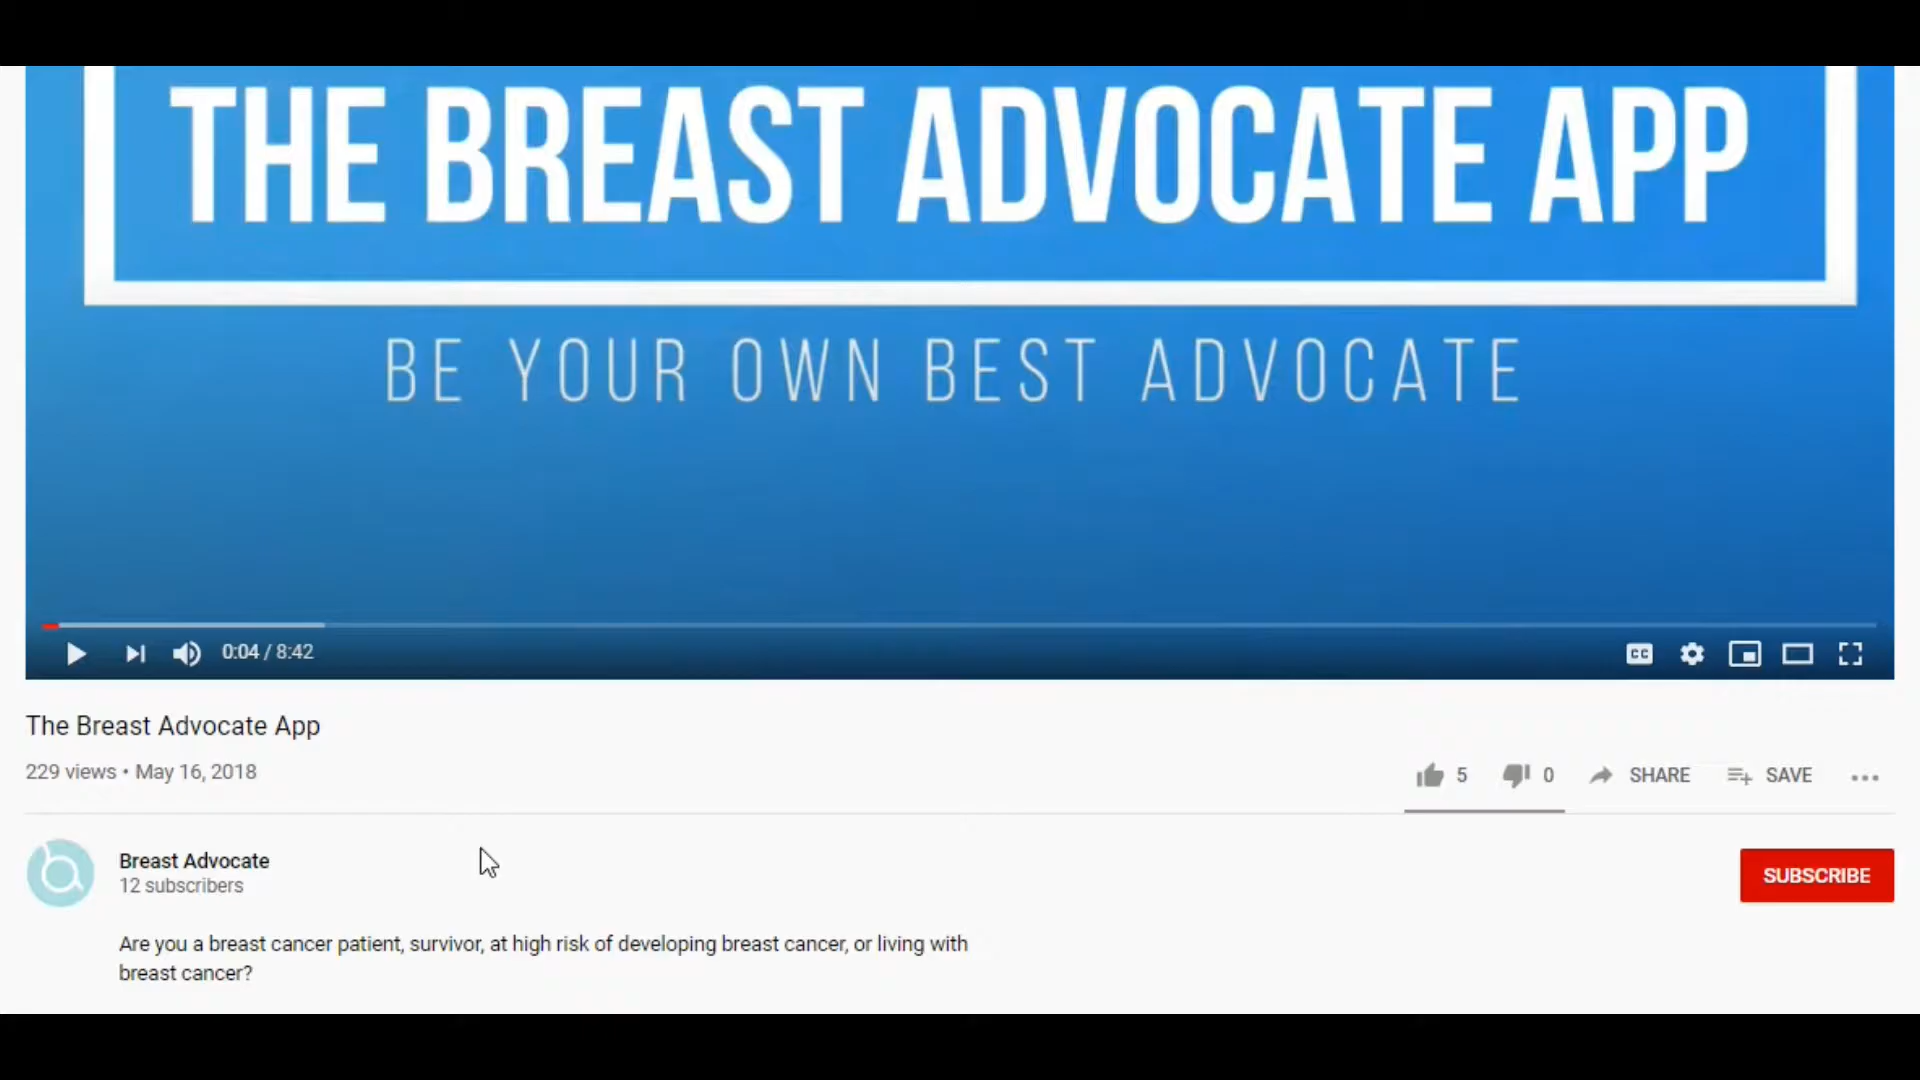 THE BREAST ADVOCATE APP
BE YOUR OWN BEST ADVOCATE
0:04 / 8:42
CC
The Breast Advocate App
229 views • May 16, 2018
5 0 SHARE SAVE
Breast Advocate
12 subscribers
SUBSCRIBE
Are you a breast cancer patient, survivor, at high risk of developing breast cancer, or living with
breast cancer?